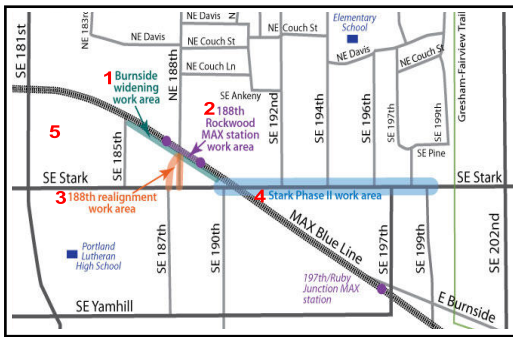 SE 181st
NE 183rd
NE Davis
NE Davis
NE Couch St
NE Couch Ln
NE 188th
N
NE Couch St
Elementary
School
NE Davis
NE Couch St
Gresham-Fairview Trail
1 Burnside
widening
work area
2 188th
Rockwood
MAX station
work area
SE Ankeny
SE 192nd
SE 194th
SE 196th
SE 197th
SE 199th
SE Pine
5
SE 185th
SE Stark
3 188th realignment
work area
4 Stark Phase II work area
SE Stark
Portland
Lutheran
High School
SE 187th
SE 190th
MAX Blue Line
SE 197th
SE 199th
SE 202nd
197th/Ruby
Junction MAX
station
E Burnside
SE Yamhill